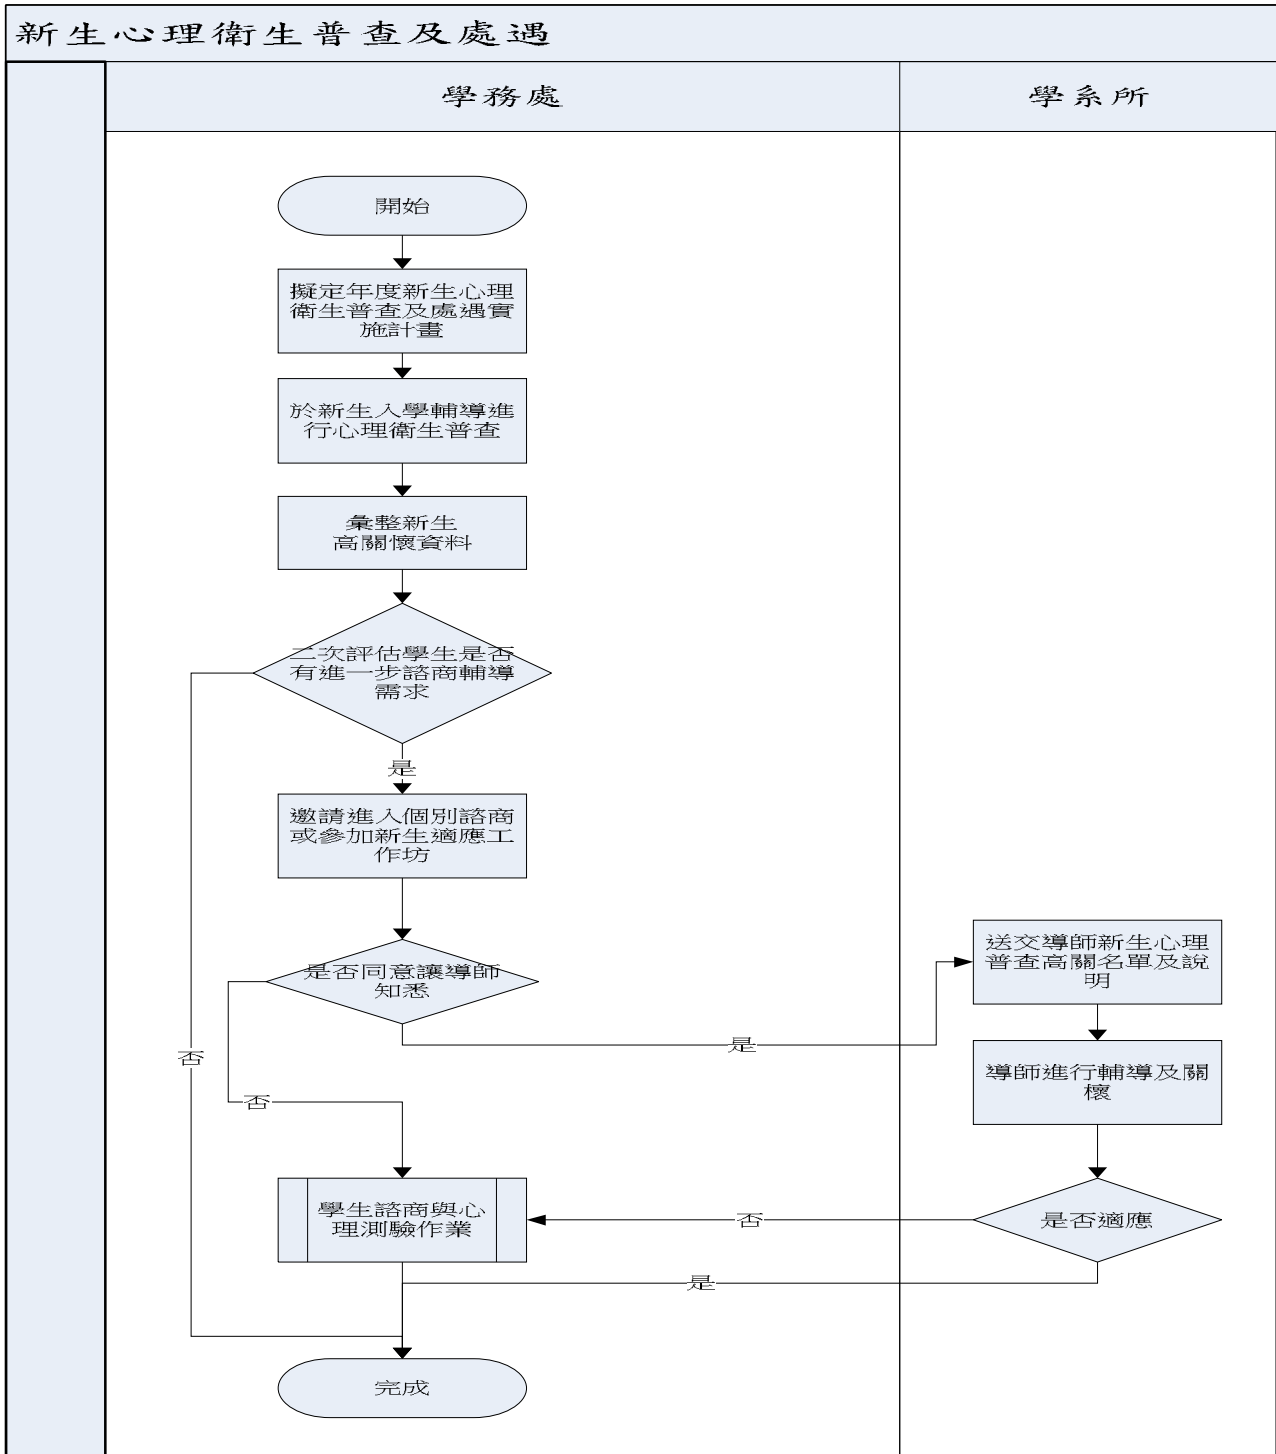 新生心理衛生普查及處遇
學務處
學系所
開始
擬定年度新生心理
衛生普查及處遇實
施計畫
於新生入學輔導進
行心理衛生普查
彙整新生
高關懷資料
二次評估學生是否
有進一步諮商輔導
需求
是
邀請進入個別諮商
或參加新生適應工
作坊
是否同意讓導師
知悉
是
否
否
送交導師新生心理
普查高關名單及說
明
導師進行輔導及關
懷
是否適應
否
是
學生諮商與心
理測驗作業
完成